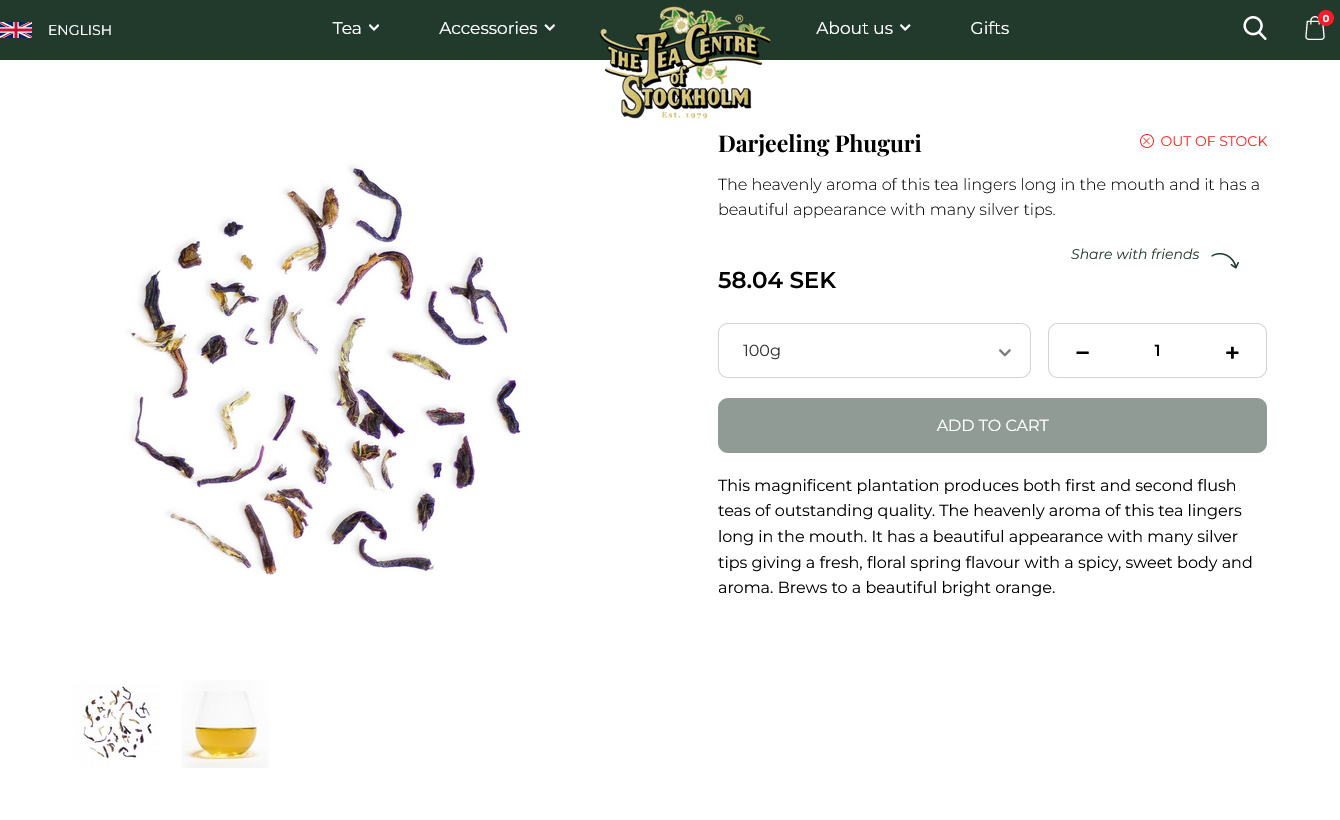 ENGLISH
Tea
Accessories
THE TEA CENTRE
of
STOCKHOLM
Est. 1979
®
About us
Gifts
0
Darjeeling Phuguri
OUT OF STOCK
The heavenly aroma of this tea lingers long in the mouth and it has a
beautiful appearance with many silver tips.
Share with friends
58.04 SEK
100g
1
ADD TO CART
This magnificent plantation produces both first and second flush
teas of outstanding quality. The heavenly aroma of this tea lingers
long in the mouth. It has a beautiful appearance with many silver
tips giving a fresh, floral spring flavour with a spicy, sweet body and
aroma. Brews to a beautiful bright orange.